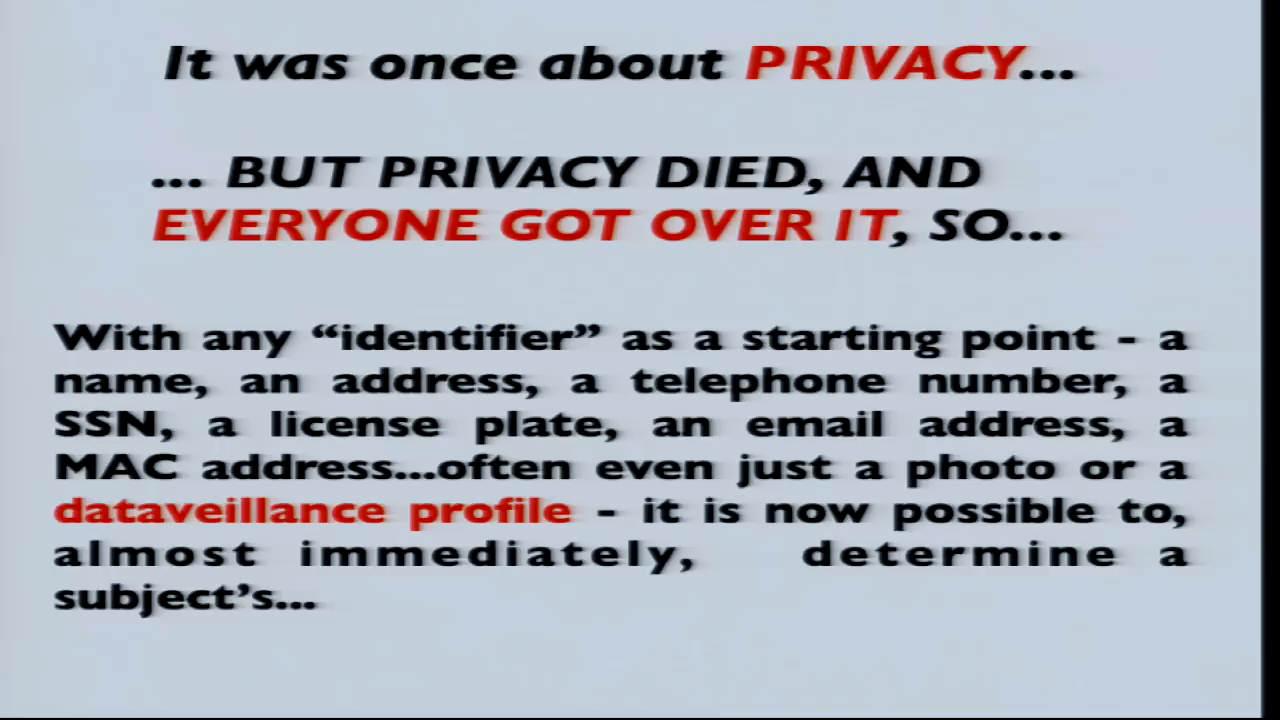 It was once about PRIVACY...
... BUT PRIVACY DIED, AND
EVERYONE GOT OVER IT, SO...
With any “identifier” as a starting point - a
name, an address, a telephone number, a
SSN, a license plate, an email address, a
MAC address...often even just a photo or a
dataveillance profile - it is now possible to,
almost immediately, determine a
subject’s...